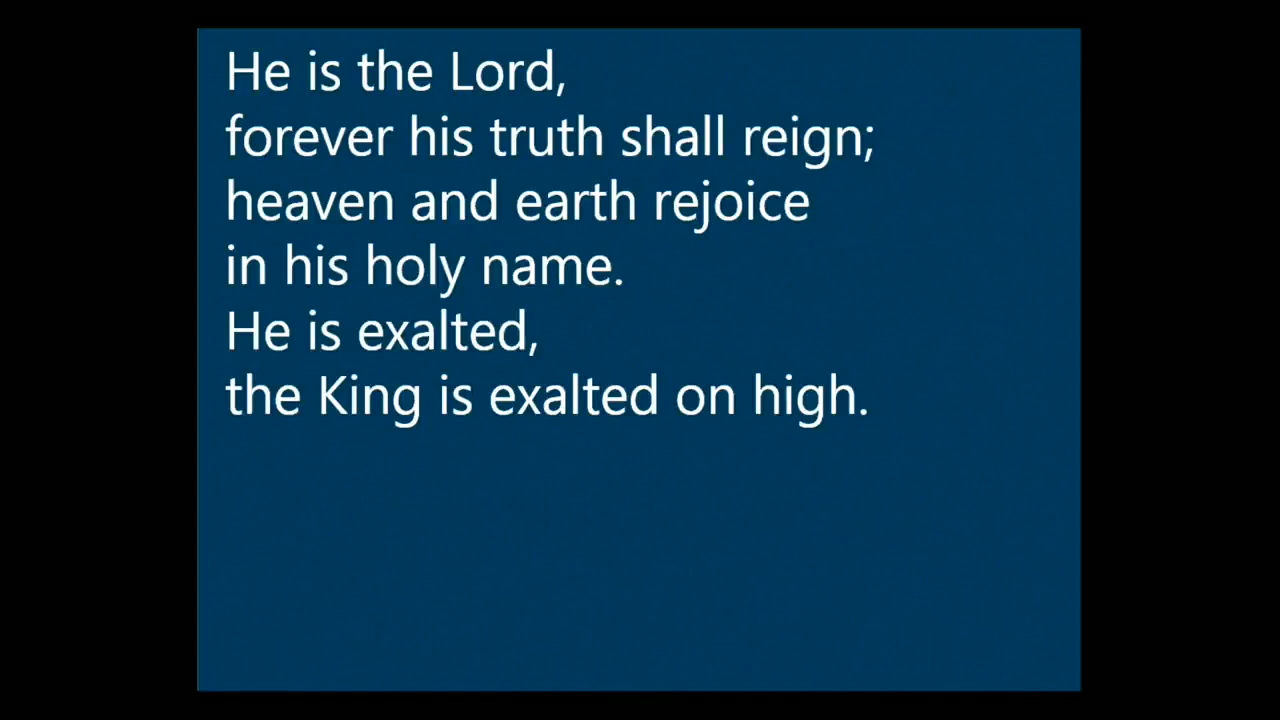 He is the Lord,
forever his truth shall reign;
heaven and earth rejoice
in his holy name.
He is exalted,
the King is exalted on high.